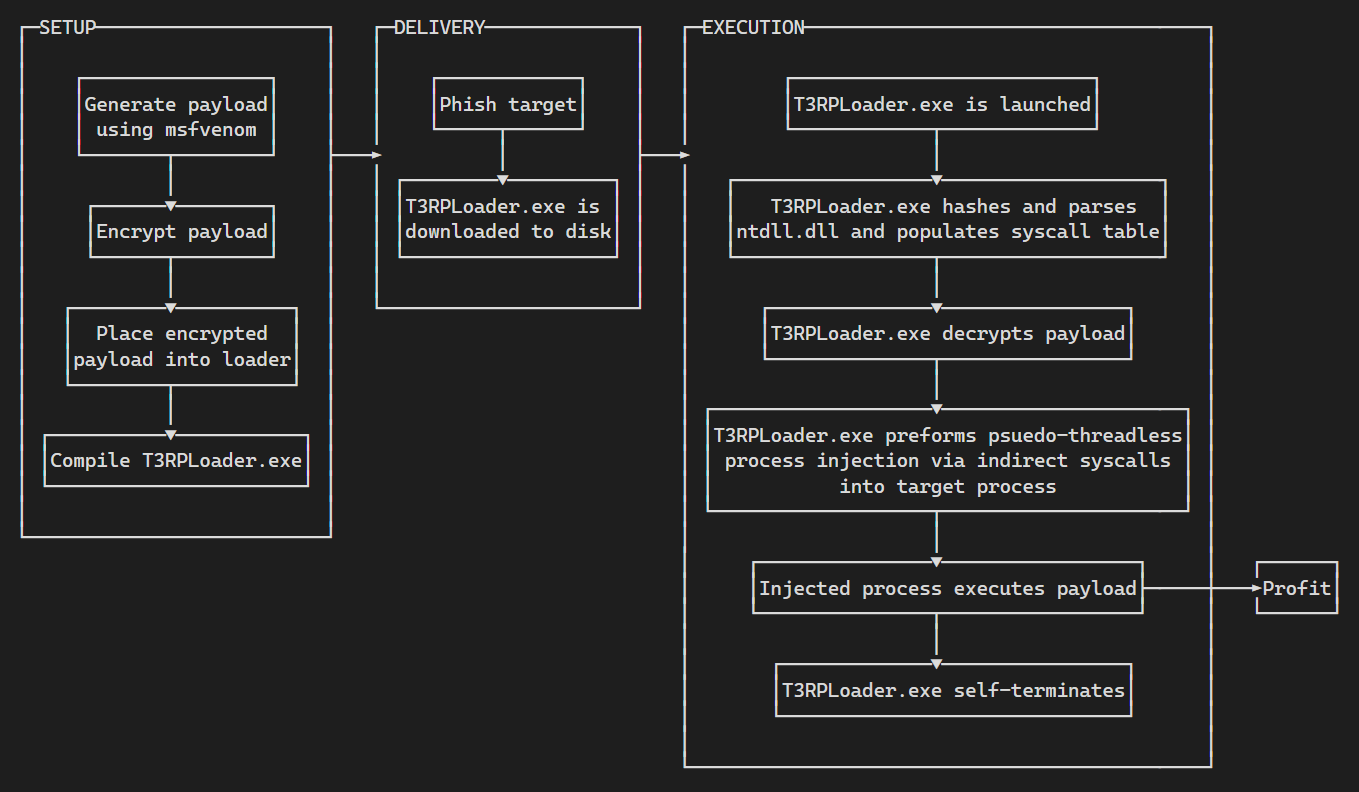 SETUP
Generate payload
using msfvenom
Encrypt payload
Place encrypted
payload into loader
Compile T3RPLoader.exe
DELIVERY
Phish target
T3RPLoader.exe is
downloaded to disk
EXECUTION
T3RPLoader.exe is launched
T3RPLoader.exe hashes and parses
ntdll.dll and populates syscall table
T3RPLoader.exe decrypts payload
T3RPLoader.exe preforms psuedo-threadless
process injection via indirect syscalls
into target process
Injected process executes payload
Profit
T3RPLoader.exe self-terminates